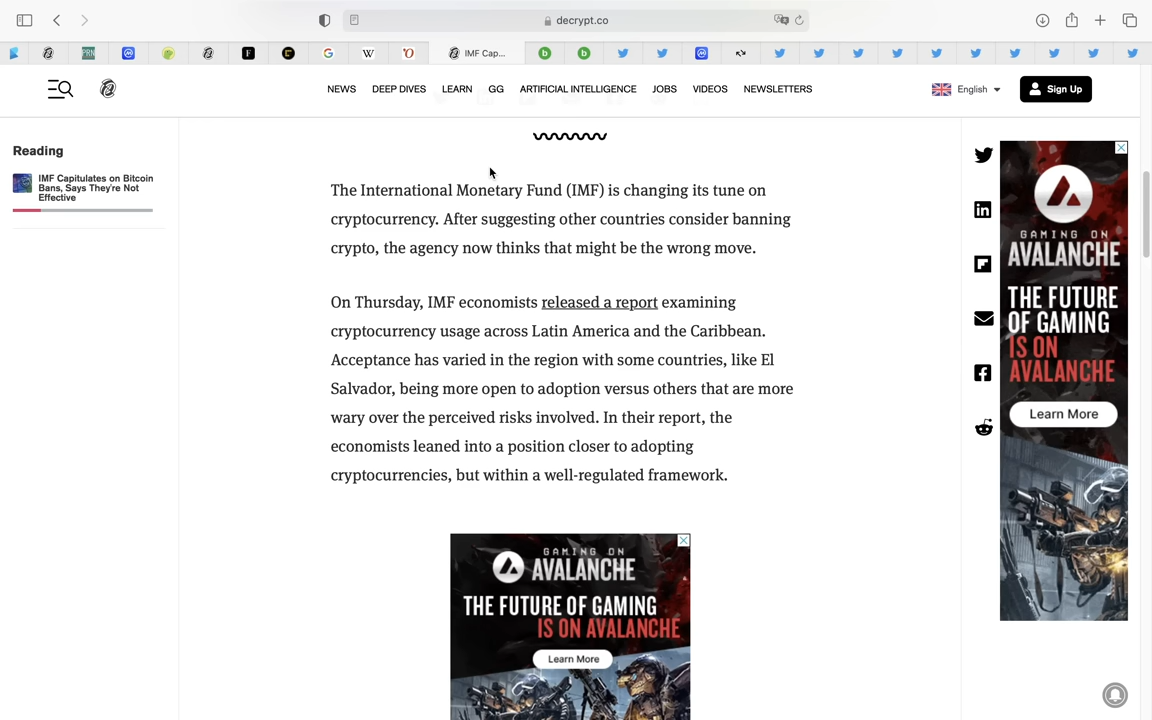 decrypt.co
PRN
F
G
W
IMF Cap...
b
b
NEWS
DEEP DIVES
LEARN
GG
ARTIFICIAL INTELLIGENCE
JOBS
VIDEOS
NEWSLETTERS
English
Sign Up
Reading
IMF Capitulates on Bitcoin
Bans, Says They're Not
Effective
The International Monetary Fund (IMF) is changing its tune on
cryptocurrency. After suggesting other countries consider banning
crypto, the agency now thinks that might be the wrong move.
On Thursday, IMF economists released a report examining
cryptocurrency usage across Latin America and the Caribbean.
Acceptance has varied in the region with some countries, like El
Salvador, being more open to adoption versus others that are more
wary over the perceived risks involved. In their report, the
economists leaned into a position closer to adopting
cryptocurrencies, but within a well-regulated framework.
GAMING ON
AVALANCHE
THE FUTURE OF GAMING
IS ON AVALANCHE
Learn More
GAMING ON
AVALANCHE
THE FUTURE
OF GAMING
IS ON
AVALANCHE
Learn More